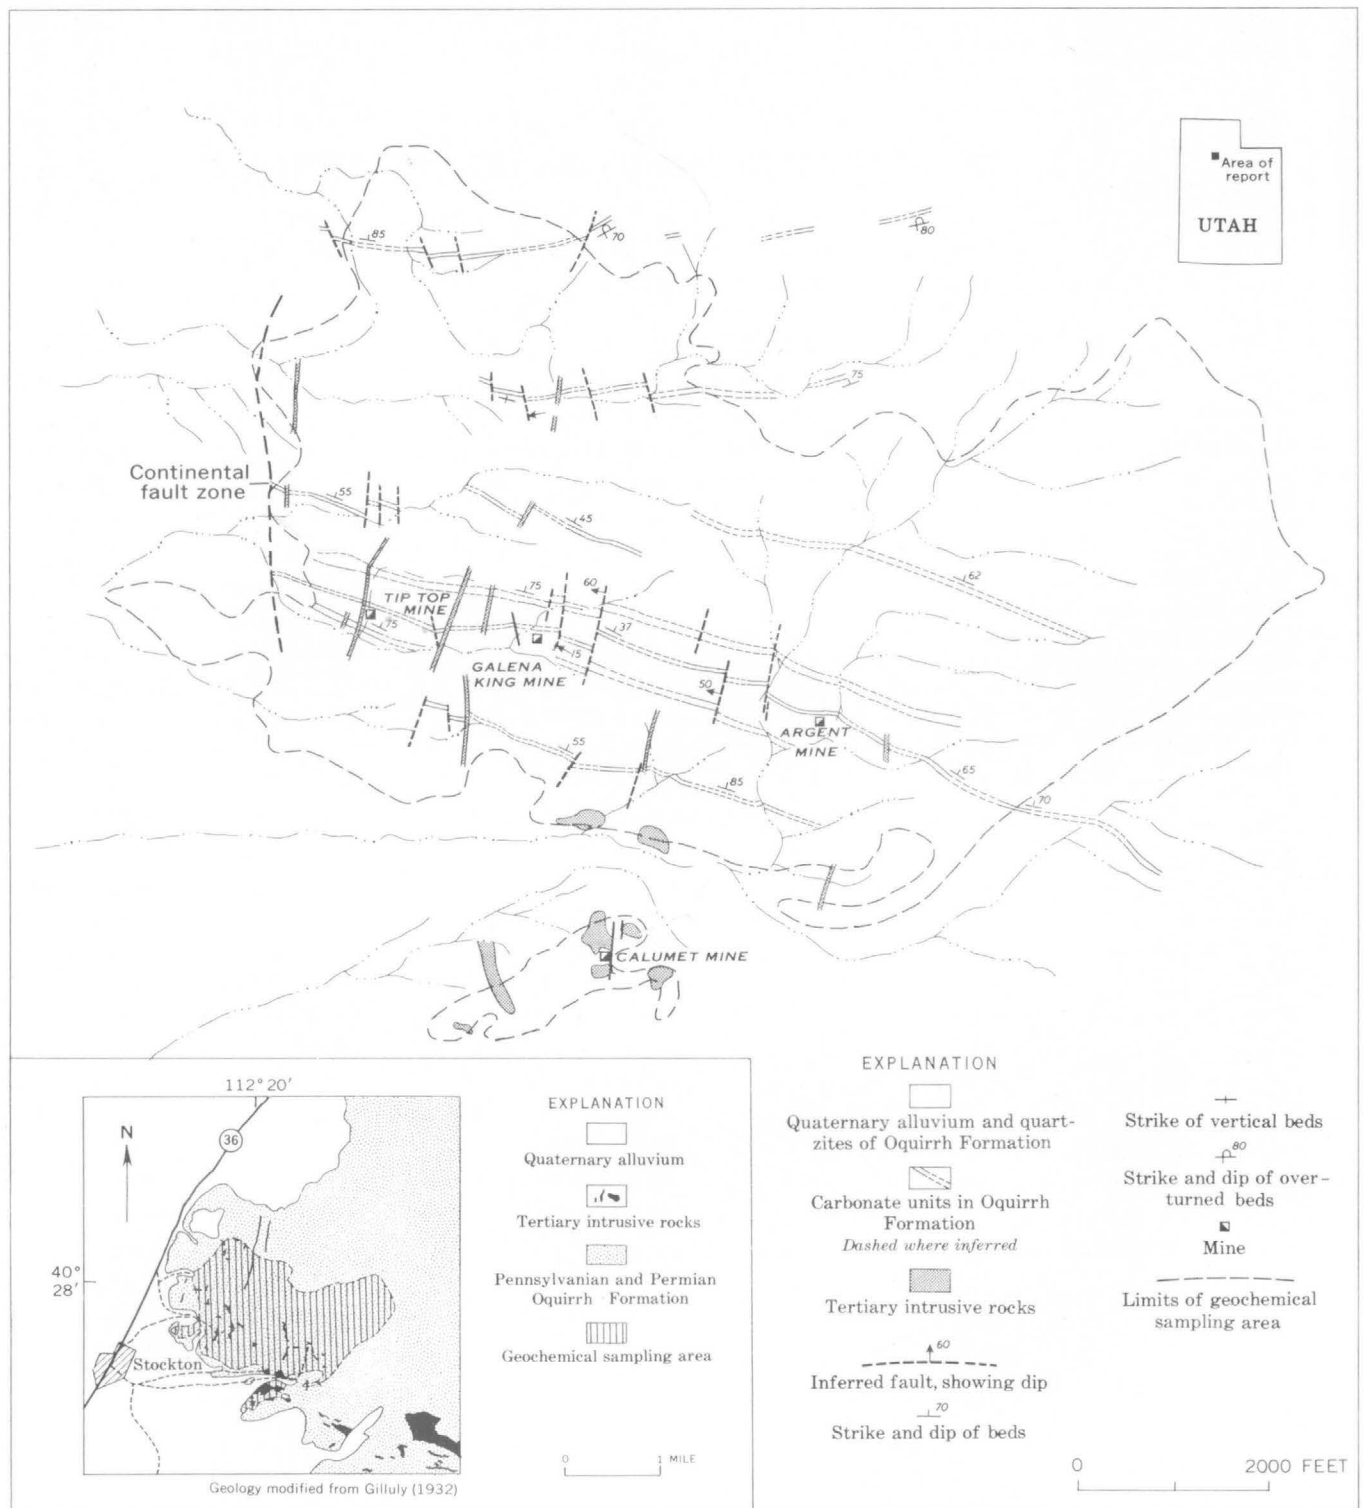 Area of
report
UTAH
85
70
80
75
Continental
fault zone
55
45
62
75
60
TIP TOP
MINE
75
37
15
GALENA
KING MINE
50
ARGENT
MINE
55
65
85
70
CALUMET MINE
112° 20'
N
36
40°
28'
Stockton
Geology modified from Gilluly (1932)
EXPLANATION
Quaternary alluvium
Tertiary intrusive rocks
Pennsylvanian and Permian
Oquirrh Formation
Geochemical sampling area
0 1 MILE
EXPLANATION
Quaternary alluvium and quart-
zites of Oquirrh Formation
Carbonate units in Oquirrh
Formation
Dashed where inferred
Tertiary intrusive rocks
60
Inferred fault, showing dip
70
Strike and dip of beds
Strike of vertical beds
80
Strike and dip of over-
turned beds
Mine
Limits of geochemical
sampling area
0 2000 FEET